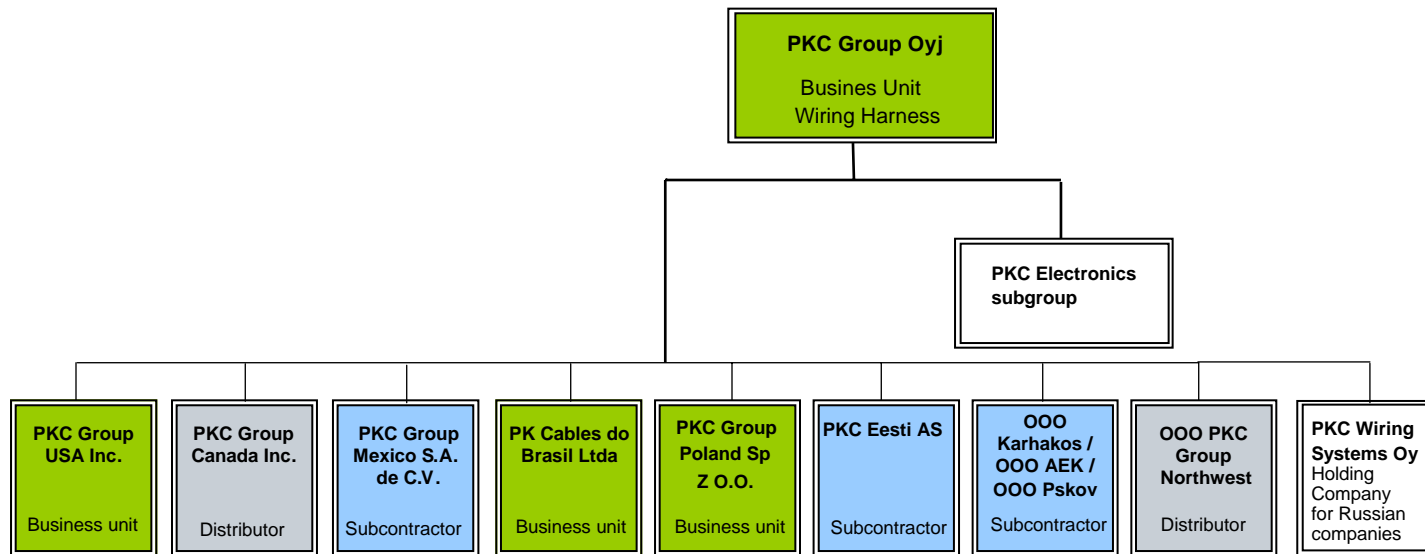 PKC Group Oyj
Busines Unit
Wiring Harness
PKC Electronics
subgroup
PKC Group
USA Inc.
Business unit
PKC Group
Canada Inc.
Distributor
PKC Group
Mexico S.A.
de C.V.
Subcontractor
PK Cables do
Brasil Ltda
Business unit
PKC Group
Poland Sp
Z O.O.
Business unit
PKC Eesti AS
Subcontractor
OOO
Karhakos /
OOO AEK /
OOO Pskov
Subcontractor
OOO PKC
Group
Northwest
Distributor
PKC Wiring
Systems Oy
Holding
Company
for Russian
companies